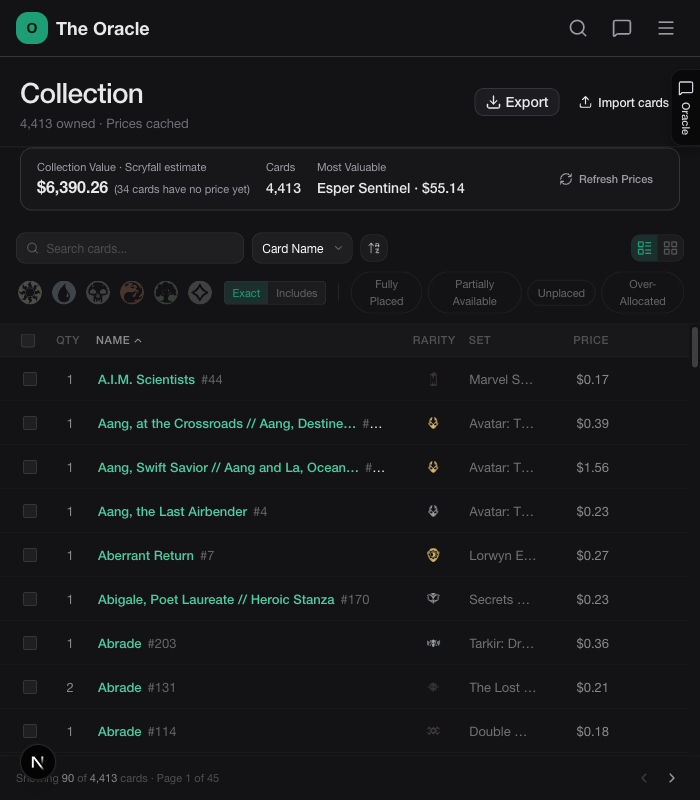 O The Oracle
Collection
4,413 owned · Prices cached
Export
Import cards
Oracle
Collection Value · Scryfall estimate
$6,390.26 (34 cards have no price yet)
Cards
4,413
Most Valuable
Esper Sentinel · $55.14
Refresh Prices
Search cards...
Card Name
Exact Includes
Fully Placed
Partially Available
Unplaced
Over-Allocated
QTY NAME RARITY SET PRICE
1 A.I.M. Scientists #44 Marvel S… $0.17
1 Aang, at the Crossroads // Aang, Destine… #… Avatar: T… $0.39
1 Aang, Swift Savior // Aang and La, Ocean… #… Avatar: T… $1.56
1 Aang, the Last Airbender #4 Avatar: T… $0.23
1 Aberrant Return #7 Lorwyn E… $0.27
1 Abigale, Poet Laureate // Heroic Stanza #170 Secrets … $0.23
1 Abrade #203 Tarkir: Dr… $0.36
2 Abrade #131 The Lost … $0.21
1 Abrade #114 Double … $0.18
N
Showing 90 of 4,413 cards · Page 1 of 45